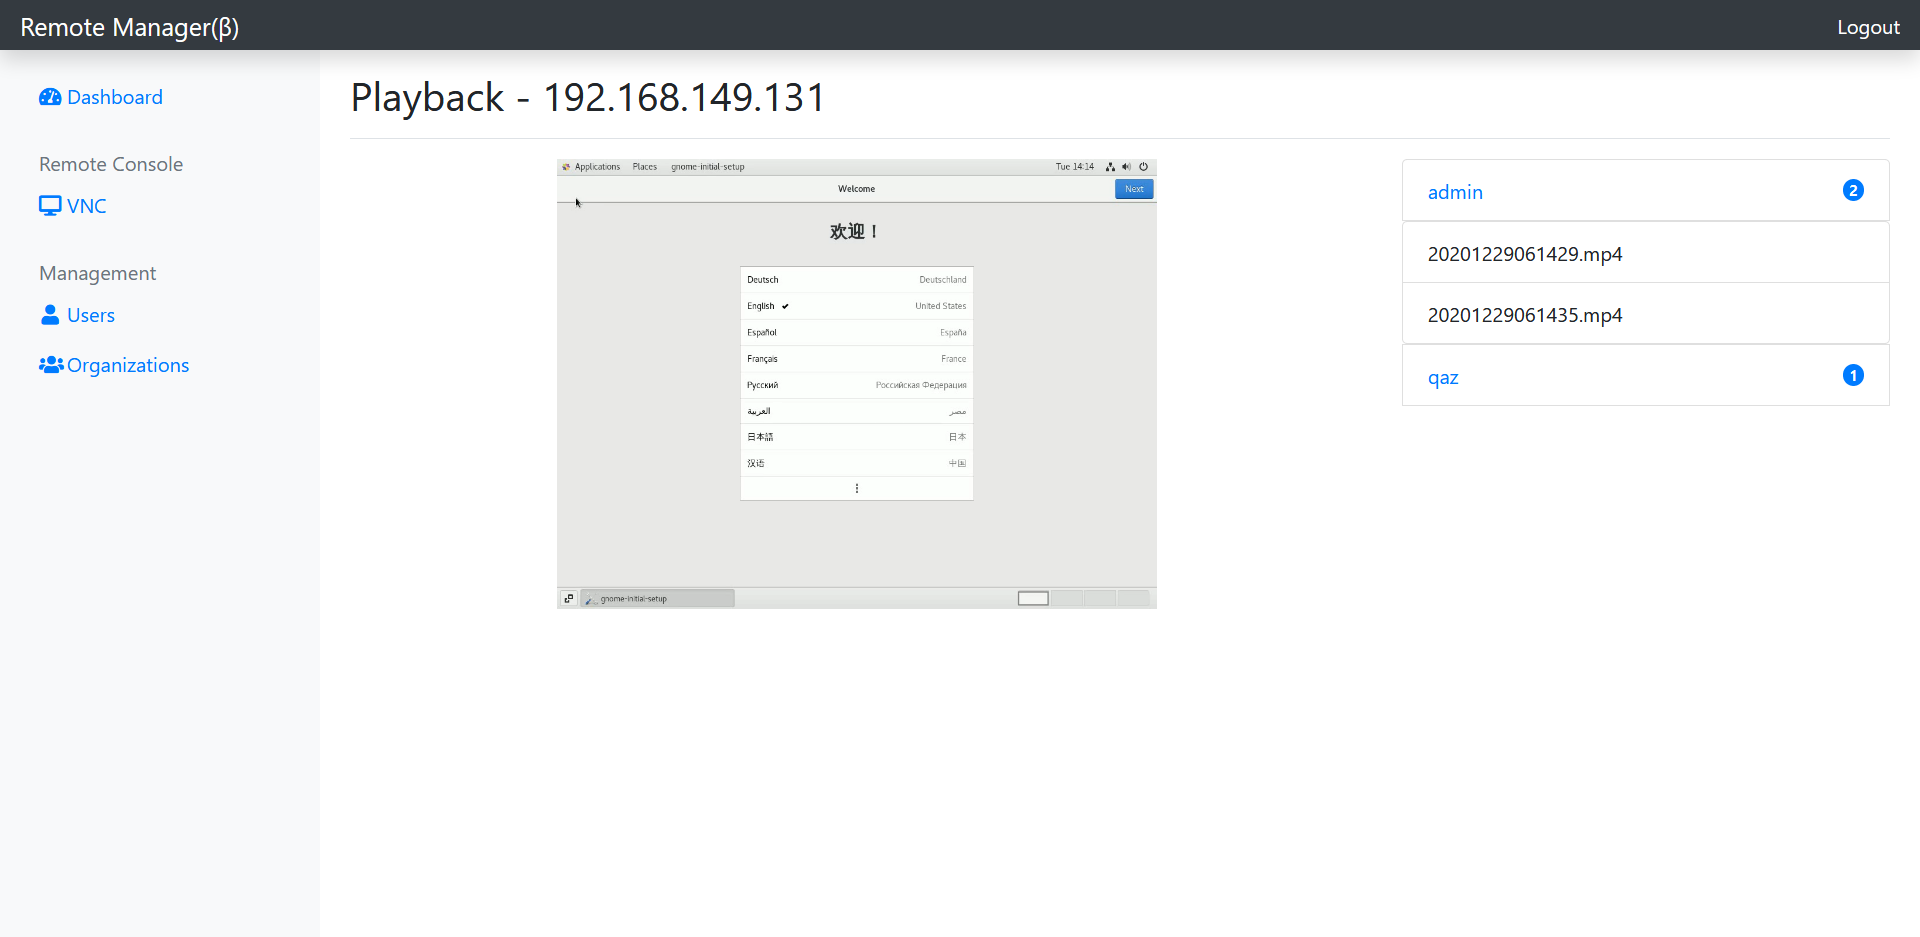 Remote Manager(β)
Logout
Dashboard
Remote Console
VNC
Management
Users
Organizations
Playback - 192.168.149.131
Applications Places gnome-initial-setup Tue 14:14
Welcome Next
欢迎！
Deutsch Deutschland
English ✔ United States
Español España
Français France
Русский Российская Федерация
العربية مصر
日本語 日本
汉语 中国
⋮
gnome-initial-setup
admin 2
20201229061429.mp4
20201229061435.mp4
qaz 1